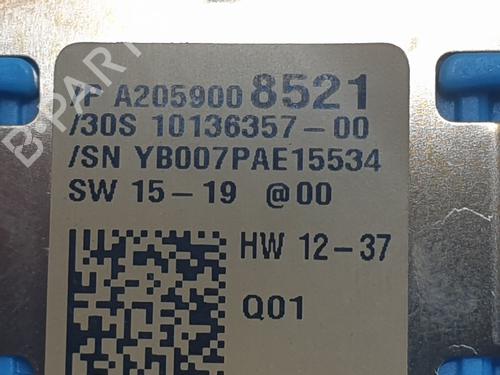 /P A2059008521
/30S 10136357-00
/SN YB007PAE15534
SW 15-19 @00
HW 12-37
Q01
B-PARTS